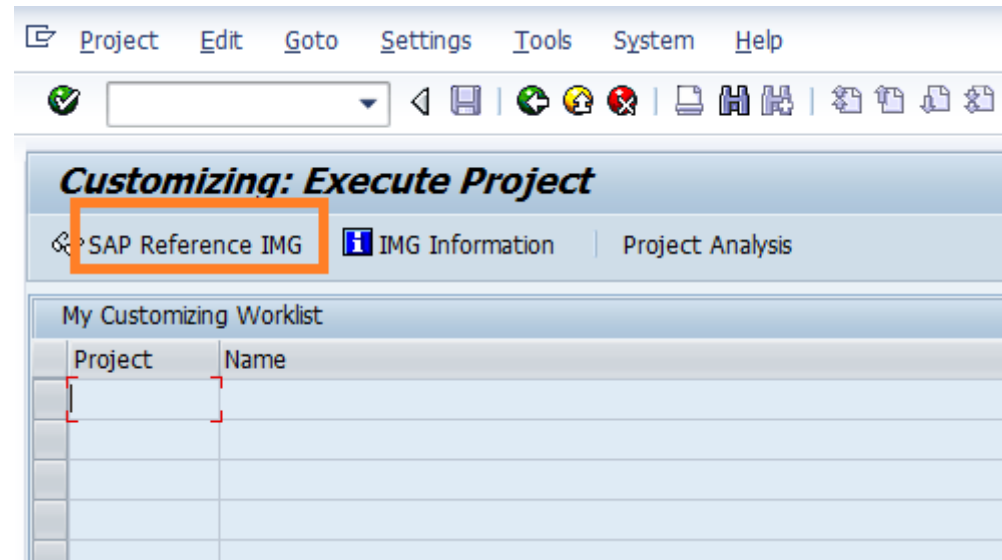 Project Edit Goto Settings Tools System Help
Customizing: Execute Project
SAP Reference IMG IMG Information Project Analysis
My Customizing Worklist
Project Name